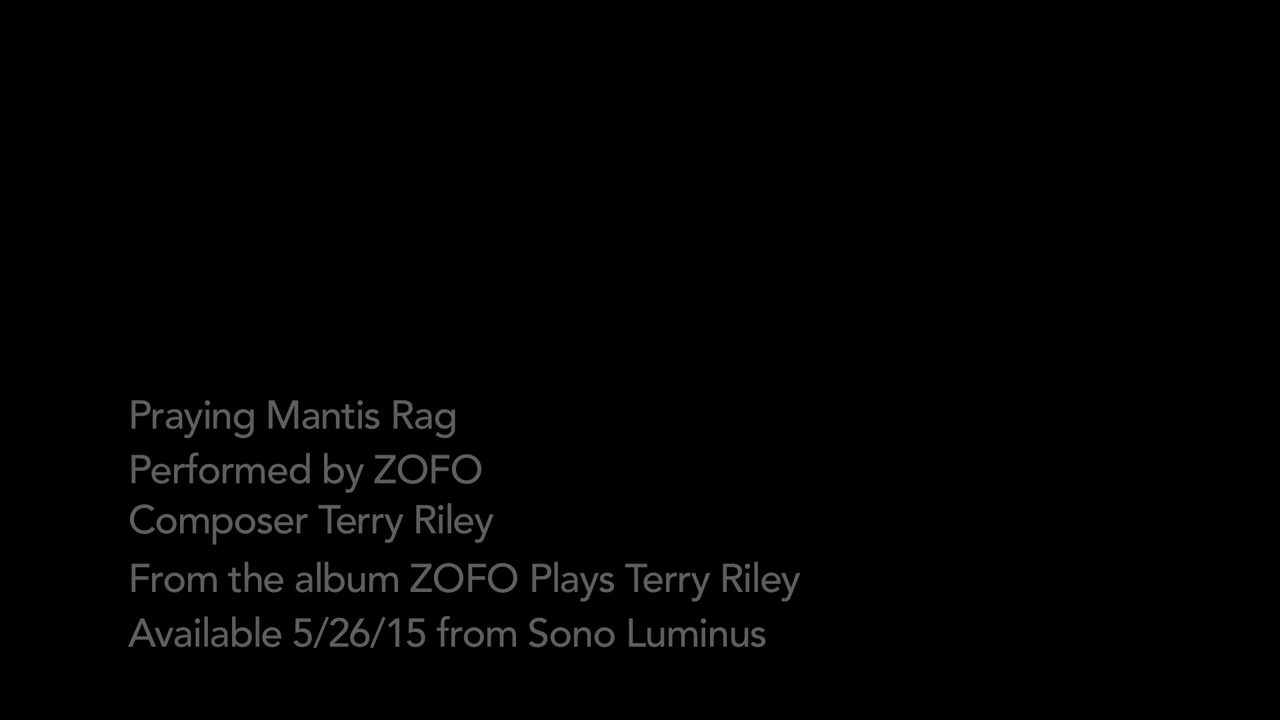 Praying Mantis Rag
Performed by ZOFO
Composer Terry Riley
From the album ZOFO Plays Terry Riley
Available 5/26/15 from Sono Luminus